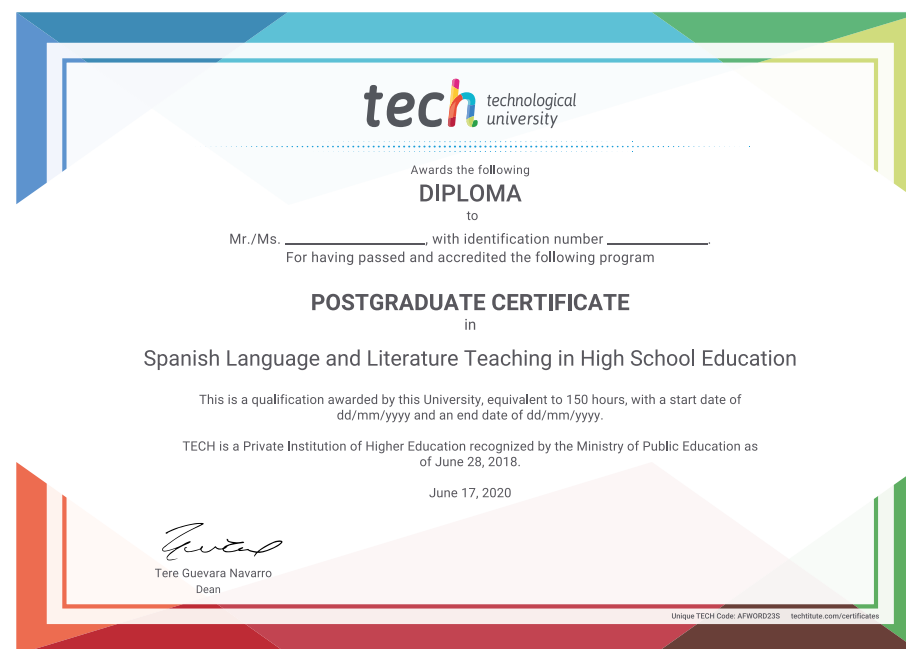 tech technological
university
Awards the following
DIPLOMA
to
Mr./Ms. ____________________, with identification number ______________.
For having passed and accredited the following program
POSTGRADUATE CERTIFICATE
in
Spanish Language and Literature Teaching in High School Education
This is a qualification awarded by this University, equivalent to 150 hours, with a start date of
dd/mm/yyyy and an end date of dd/mm/yyyy.
TECH is a Private Institution of Higher Education recognized by the Ministry of Public Education as
of June 28, 2018.
June 17, 2020
Tere Guevara Navarro
Dean
Unique TECH Code: AFWORD23S techtitute.com/certificates